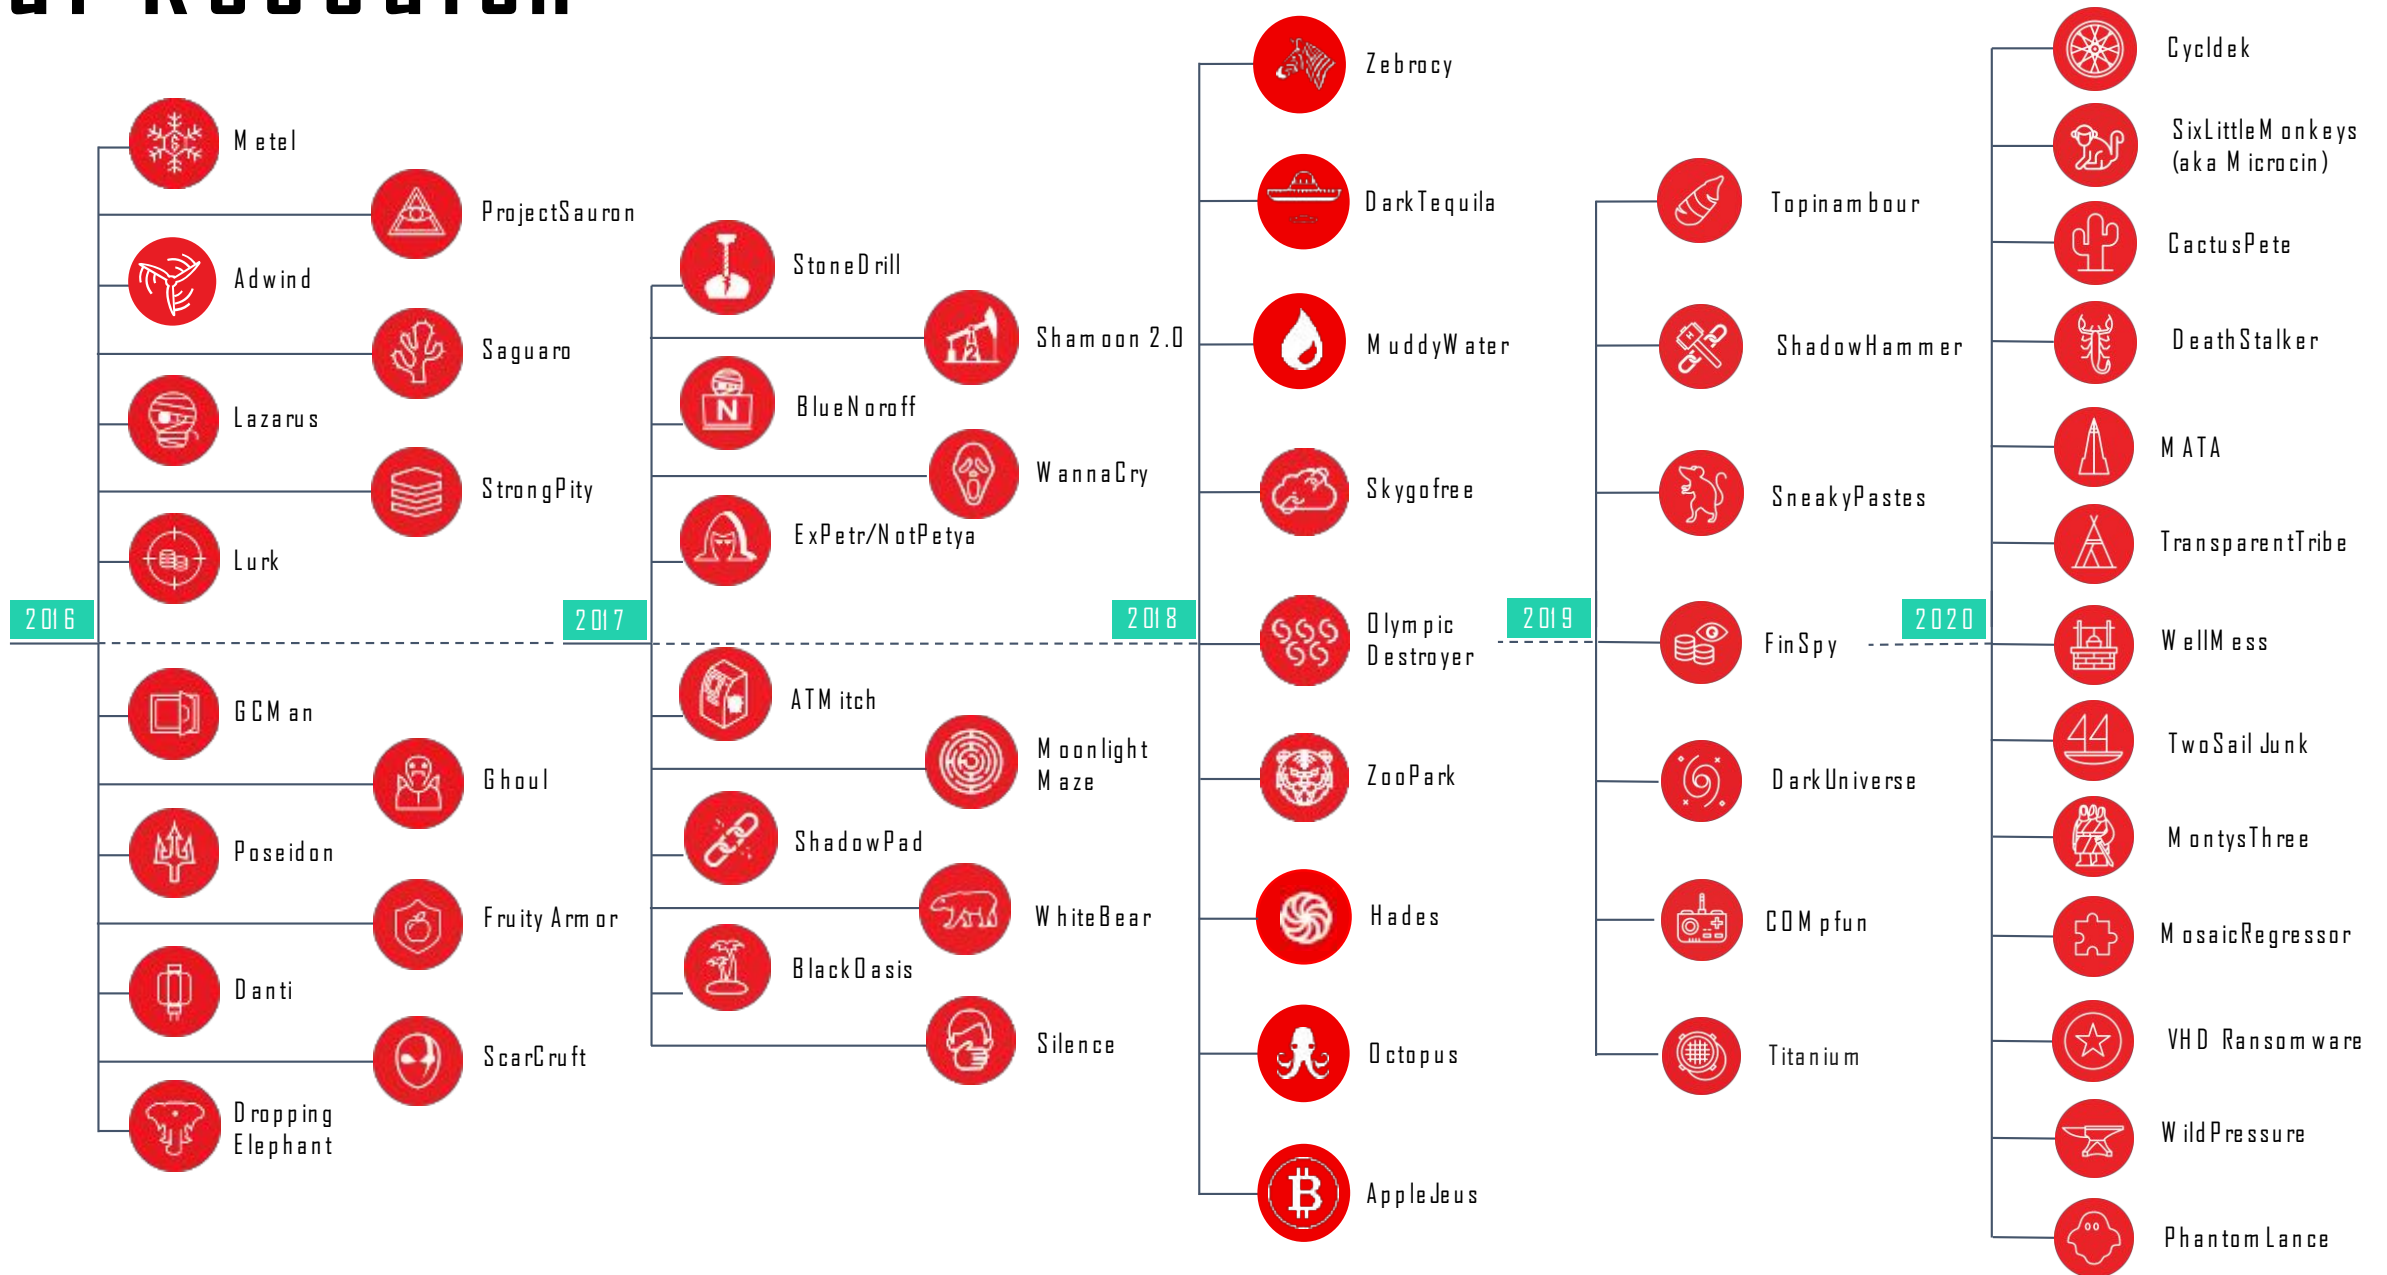 2016
Metel
ProjectSauron
Adwind
Saguaro
Lazarus
StrongPity
Lurk
GCMan
Ghoul
Poseidon
Fruity Armor
Danti
ScarCruft
Dropping
Elephant
2017
StoneDrill
Shamoon 2.0
BlueNoroff
WannaCry
ExPetr/NotPetya
ATMitch
Moonlight
Maze
ShadowPad
WhiteBear
BlackOasis
Silence
2018
Zebrocy
DarkTequila
MuddyWater
Skygofree
Olympic
Destroyer
ZooPark
Hades
Octopus
AppleJeus
2019
Topinambour
ShadowHammer
SneakyPastes
FinSpy
DarkUniverse
COMpfun
Titanium
2020
Cycldek
SixLittleMonkeys
(aka Microcin)
CactusPete
DeathStalker
MATA
TransparentTribe
WellMess
TwoSail Junk
MontysThree
MosaicRegressor
VHD Ransomware
WildPressure
PhantomLance